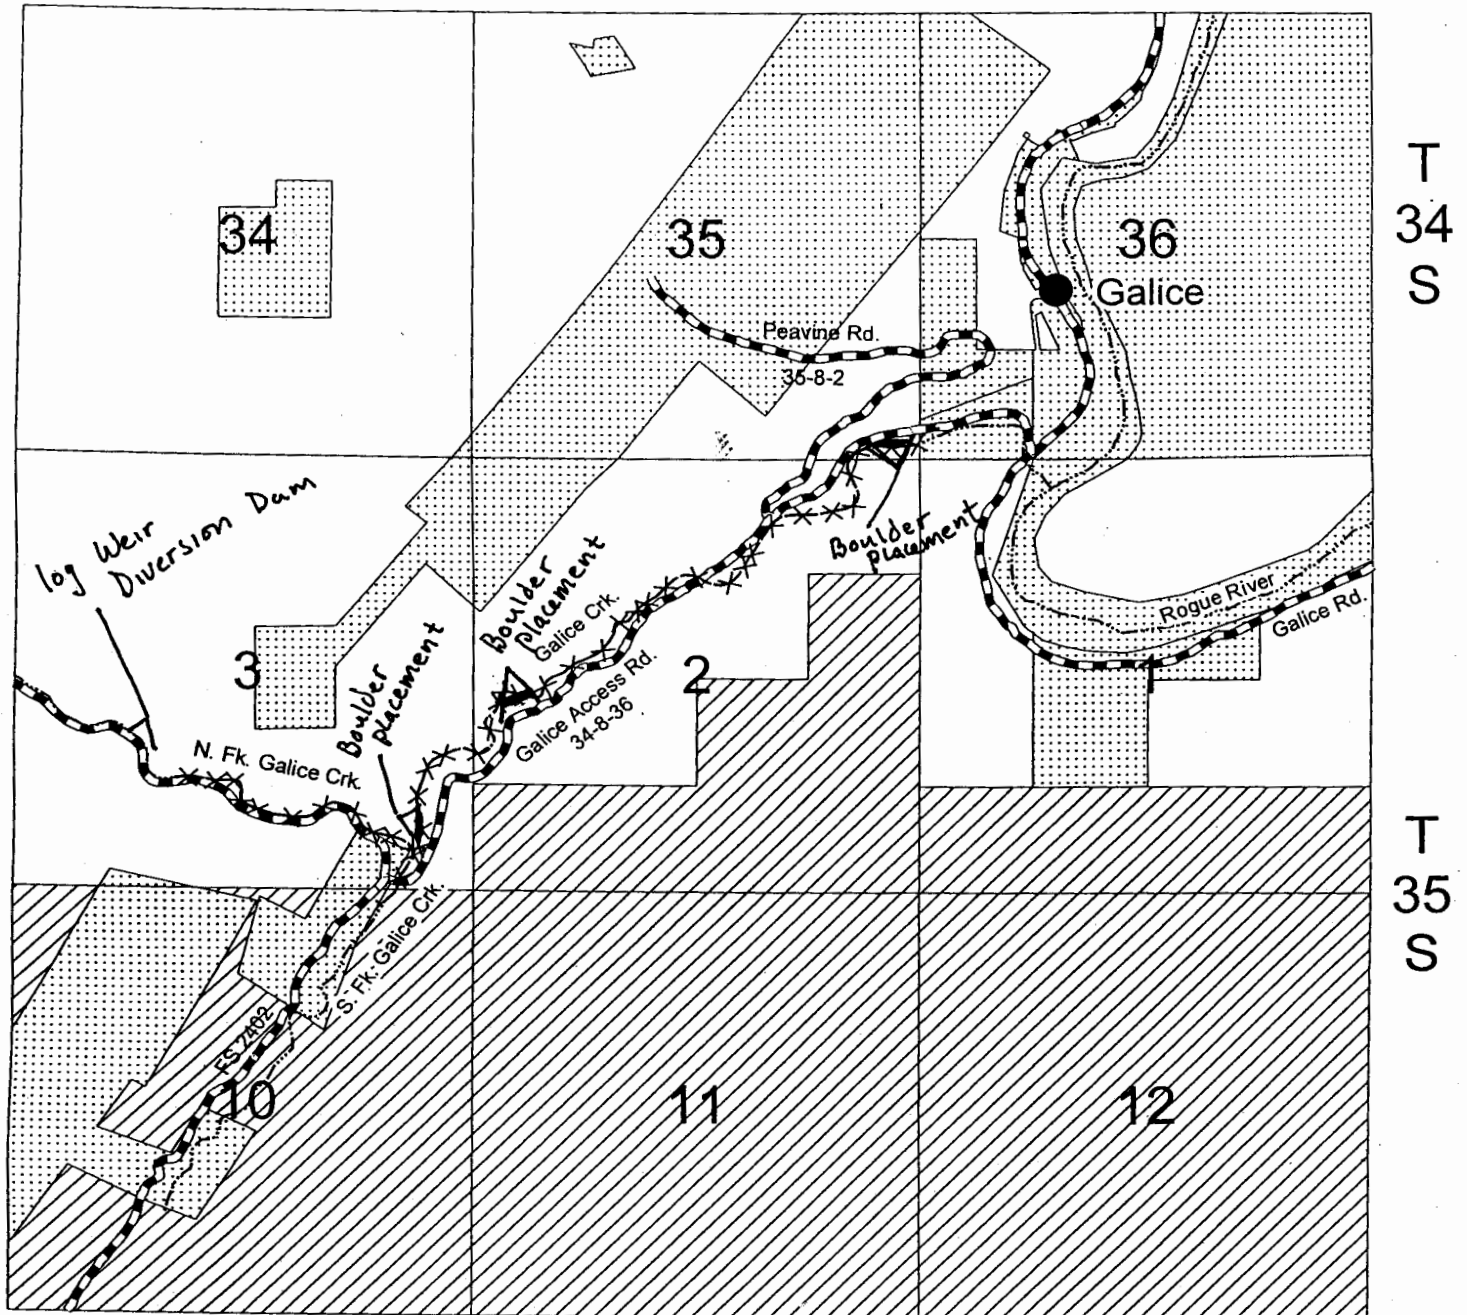 34
35
36
Galice
T
34
S
Peavine Rd.
35-8-2
log Weir
Diversion Dam
Boulder
placement
Boulder
placement
Boulder
placement
Galice Crk.
Rogue River
Galice Rd.
3
2
1
Galice Access Rd.
34-8-36
N. Fk. Galice Crk.
T
35
S
S. Fk. Galice Crk.
FS 7402
10
11
12